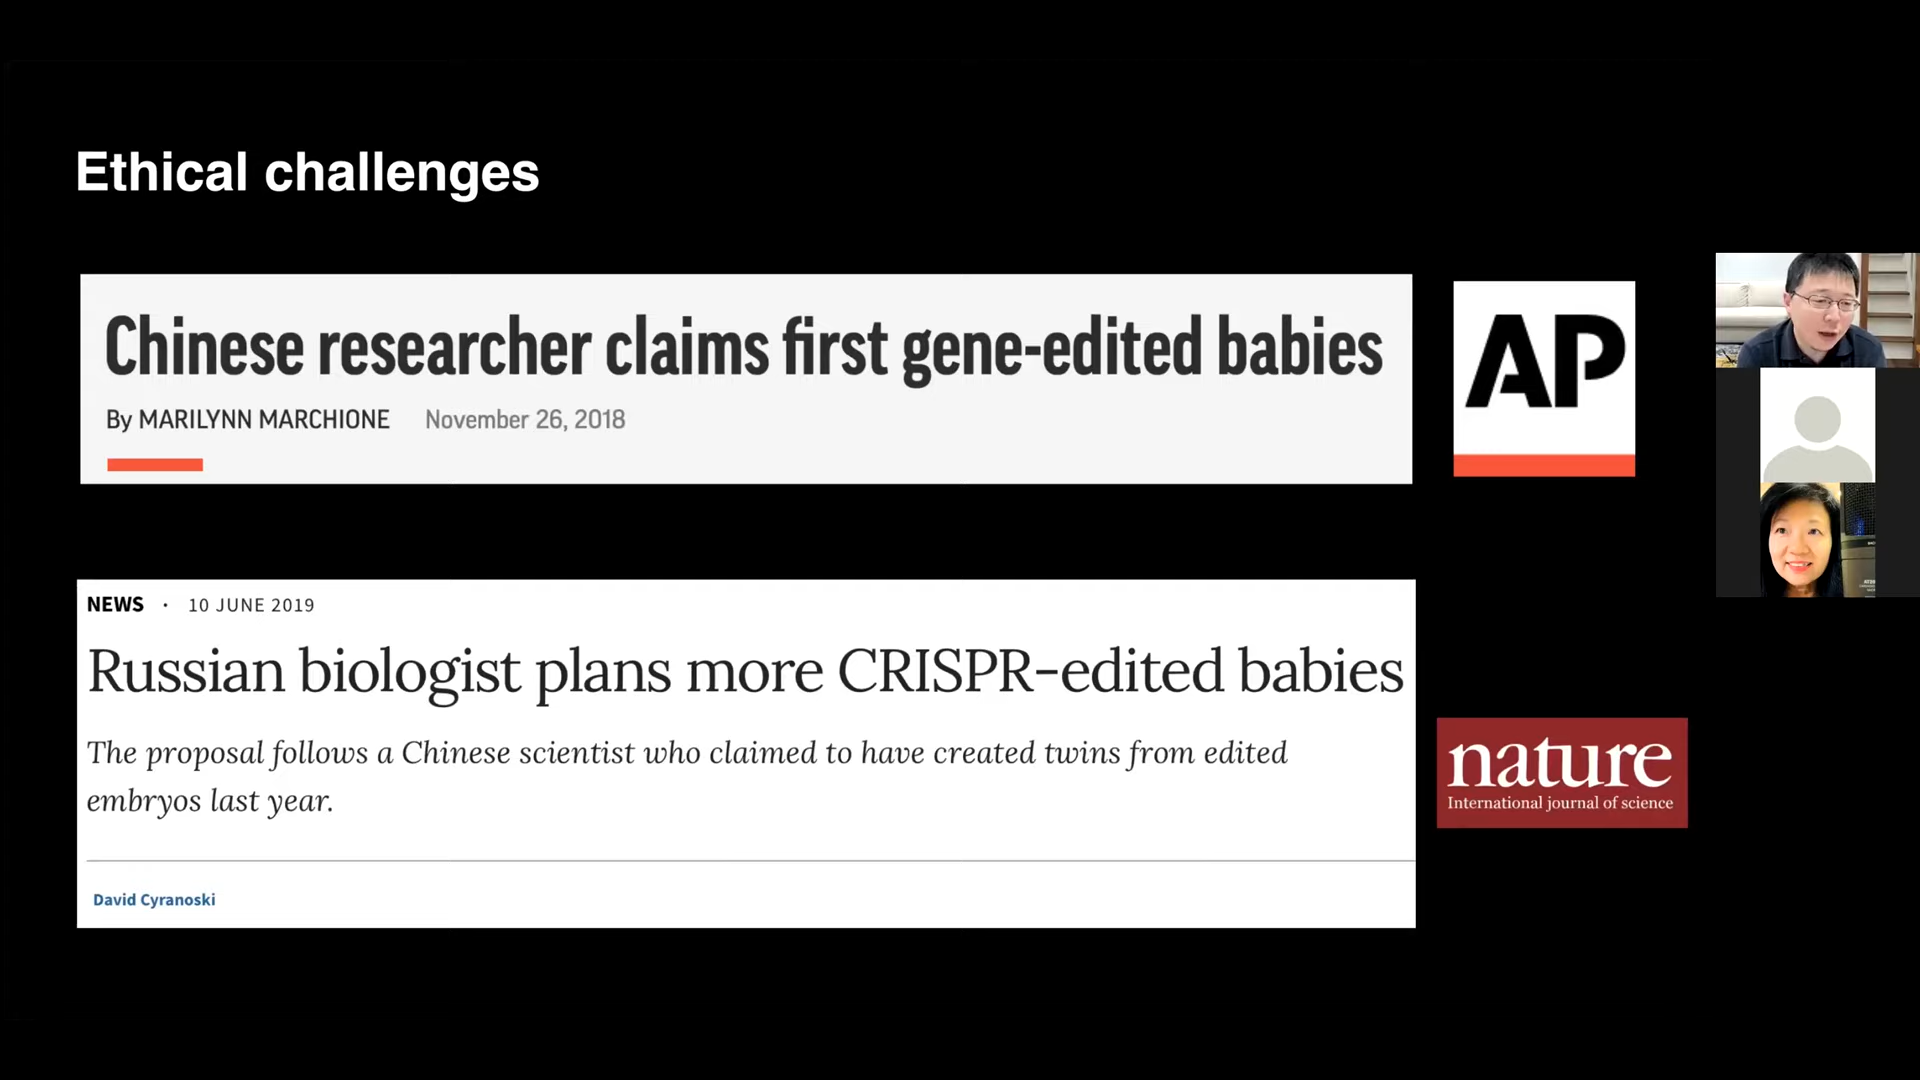 Ethical challenges
Chinese researcher claims first gene-edited babies
By MARILYNN MARCHIONE November 26, 2018
AP
NEWS · 10 JUNE 2019
Russian biologist plans more CRISPR-edited babies
The proposal follows a Chinese scientist who claimed to have created twins from edited
embryos last year.
David Cyranoski
nature
International journal of science